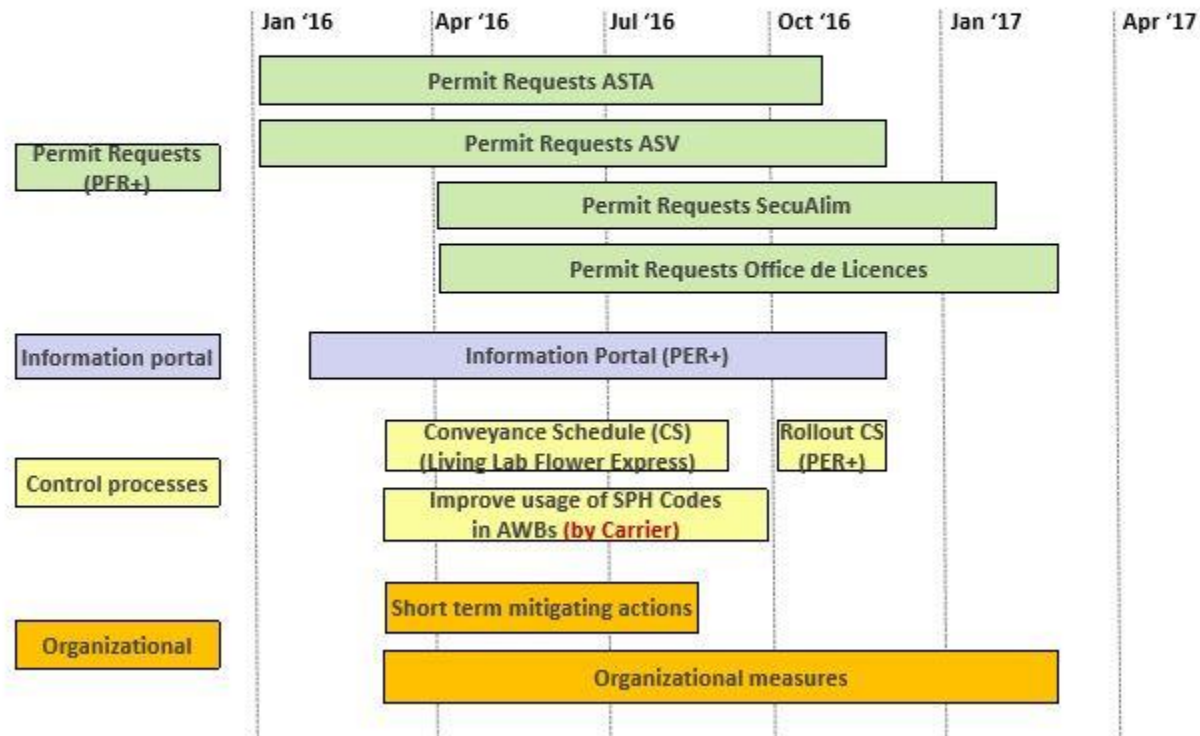 Jan ‘16 Apr ‘16 Jul ‘16 Oct ‘16 Jan ‘17 Apr ‘17
Permit Requests ASTA
Permit Requests ASV
Permit Requests
(PER+)
Permit Requests SecuAlim
Permit Requests Office de Licences
Information portal
Information Portal (PER+)
Control processes
Conveyance Schedule (CS)
(Living Lab Flower Express)
Rollout CS
(PER+)
Improve usage of SPH Codes
in AWBs (by Carrier)
Organizational
Short term mitigating actions
Organizational measures